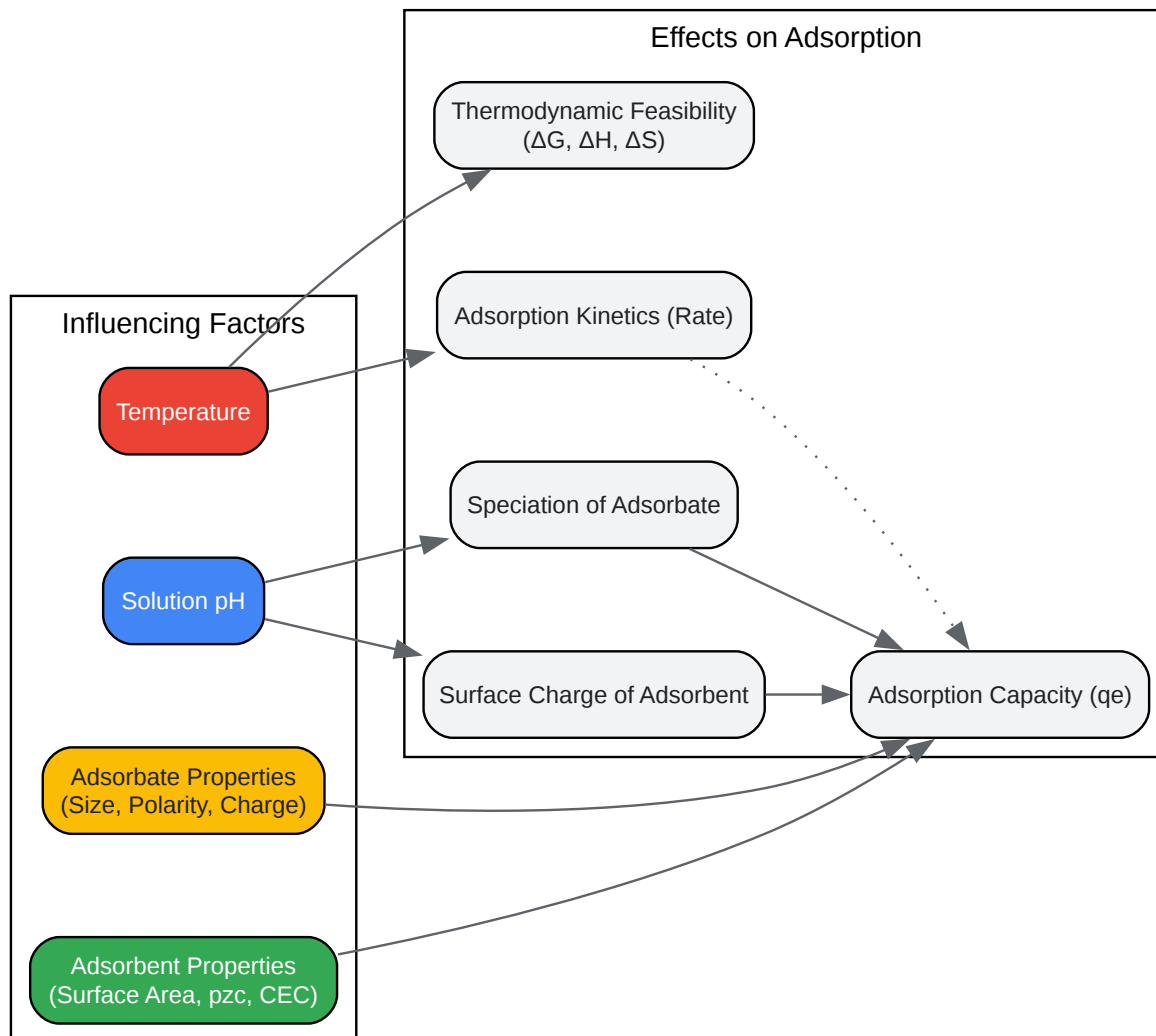 Effects on Adsorption
Thermodynamic Feasibility
(ΔG, ΔH, ΔS)
Adsorption Kinetics (Rate)
Speciation of Adsorbate
Surface Charge of Adsorbent
Adsorption Capacity (qe)
Influencing Factors
Temperature
Solution pH
Adsorbate Properties
(Size, Polarity, Charge)
Adsorbent Properties
(Surface Area, pzc, CEC)